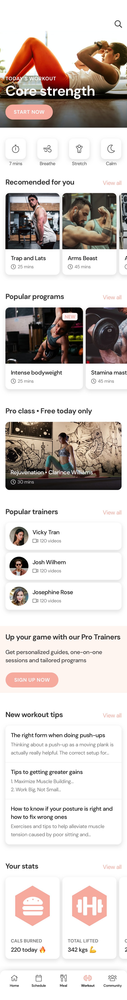 TODAY'S WORKOUT
Core strength
START NOW
7 mins
Breathe
Stretch
Calm
Recomended for you
View all
Trap and Lats
25 mins
Arms Beast
45 mins
Popular programs
View all
NEW
Intense bodyweight
25 mins
Stamina mast
45 mins
Pro class • Free today only
Rejuvenation • Clarince Williams
30 mins
Popular trainers
View all
Vicky Tran
120 videos
Josh Wilhem
120 videos
Josephine Rose
120 videos
Up your game with our Pro Trainers
Get personalized guides, one-on-one
sessions and tailored programs
SIGN UP NOW
New workout tips
View all
The right form when doing push-ups
Thinking about a push-up as a moving plank is
actually really helpful. The correct setup for...
Tips to getting greater gains
1. Maximize Muscle Building...
2. Work Big, Not Small...
How to know if your posture is right and
how to fix wrong ones
Exercises and tips to help alleviate muscle
tension caused by poor sitting and...
Your stats
View all
CALS BURNED
220 today 🔥
TOTAL LIFTED
342 kgs 💪
Home
Schedule
Meal
Workout
Community